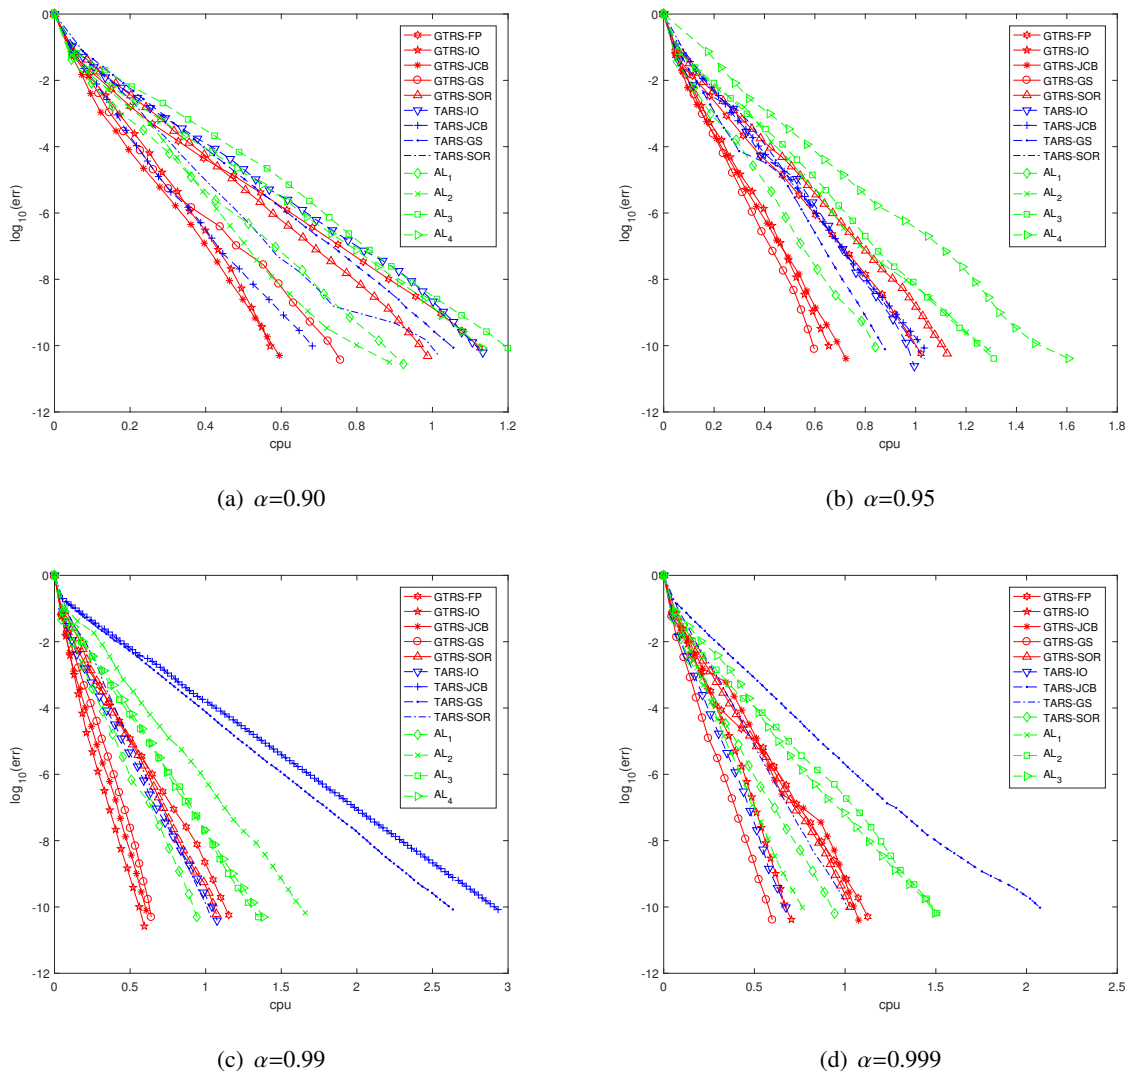 0
-2
-4
-6
-8
-10
-12
log₁₀(err)
0
0.2
0.4
0.6
0.8
1
1.2
cpu
GTRS-FP
GTRS-IO
GTRS-JCB
GTRS-GS
GTRS-SOR
TARS-IO
TARS-JCB
TARS-GS
TARS-SOR
AL₁
AL₂
AL₃
AL₄
(a) α=0.90
0
-2
-4
-6
-8
-10
-12
log₁₀(err)
0
0.2
0.4
0.6
0.8
1
1.2
1.4
1.6
1.8
cpu
GTRS-FP
GTRS-IO
GTRS-JCB
GTRS-GS
GTRS-SOR
TARS-IO
TARS-JCB
TARS-GS
TARS-SOR
AL₁
AL₂
AL₃
AL₄
(b) α=0.95
0
-2
-4
-6
-8
-10
-12
log₁₀(err)
0
0.5
1
1.5
2
2.5
3
cpu
GTRS-FP
GTRS-IO
GTRS-JCB
GTRS-GS
GTRS-SOR
TARS-IO
TARS-JCB
TARS-GS
TARS-SOR
AL₁
AL₂
AL₃
AL₄
(c) α=0.99
0
-2
-4
-6
-8
-10
-12
log₁₀(err)
0
0.5
1
1.5
2
2.5
cpu
GTRS-FP
GTRS-IO
GTRS-JCB
GTRS-GS
GTRS-SOR
TARS-IO
TARS-JCB
TARS-GS
TARS-SOR
AL₁
AL₂
AL₃
(d) α=0.999